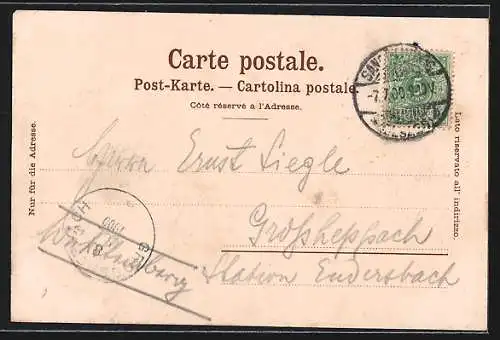 Carte postale.
Post-Karte. — Cartolina postale
Côté réservé à l'Adresse.
Nur für die Adresse.
Lato riservato all' indirizzo.
Herrn Ernst Siegle
Großheppach
Station Endersbach
Württemberg